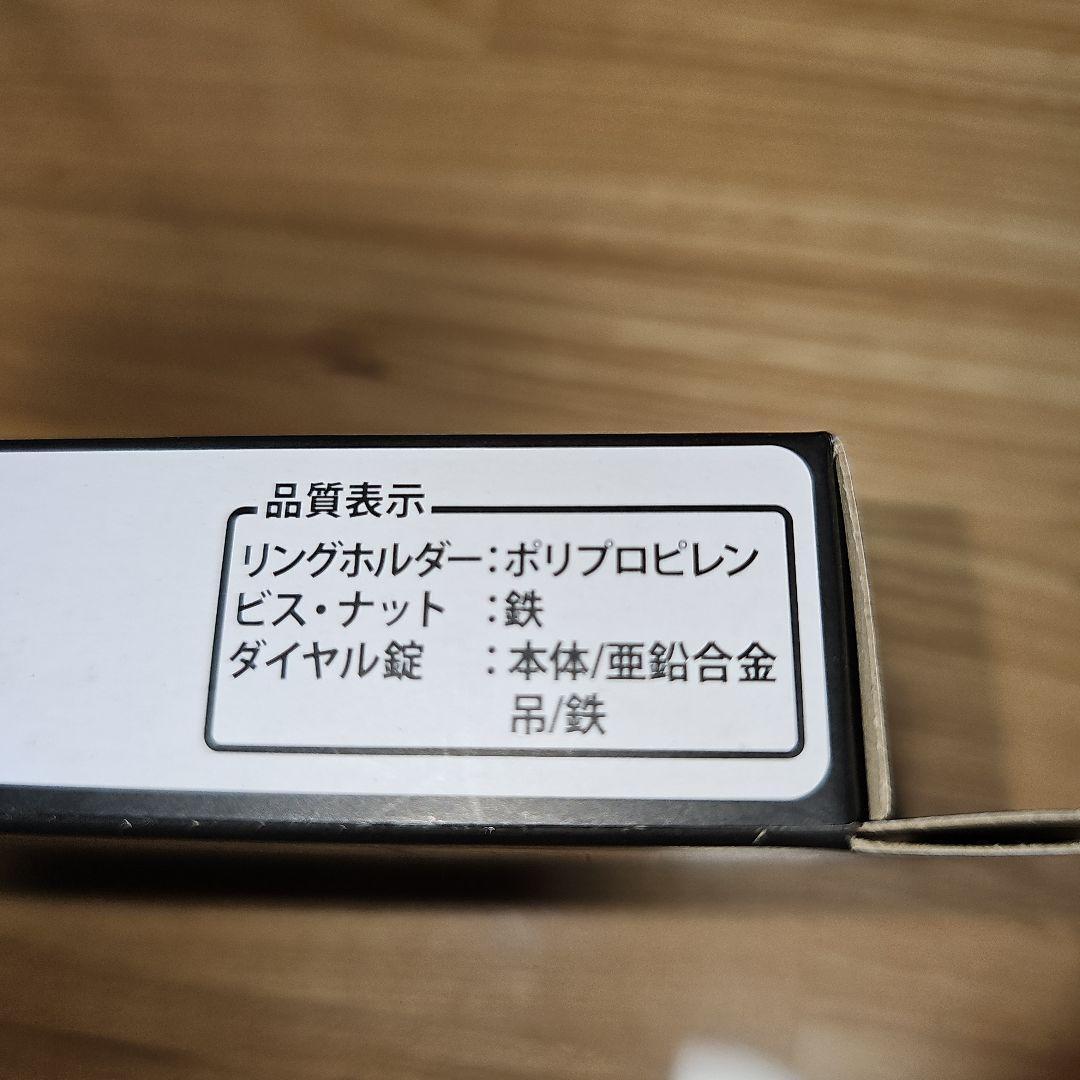 品質表示
リングホルダー:ポリプロピレン
ビス・ナット :鉄
ダイヤル錠 :本体/亜鉛合金
吊/鉄